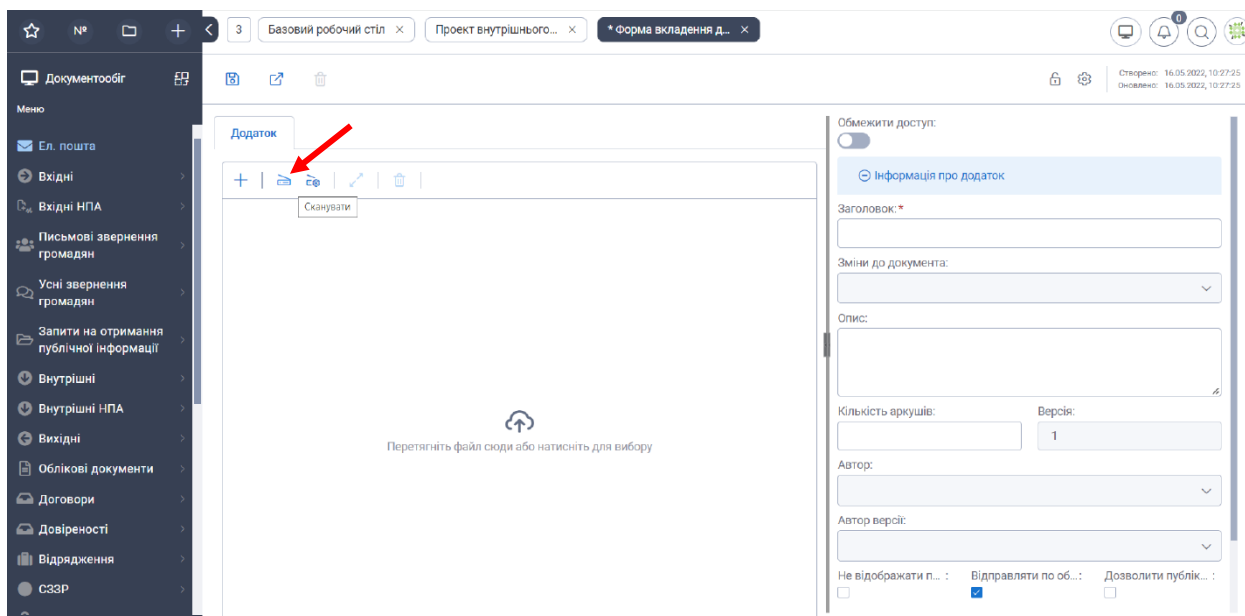 №
3
Базовий робочий стіл
Проект внутрішнього...
* Форма вкладення д...
0
Документообіг
Створено: 16.05.2022, 10:27:25
Оновлено: 16.05.2022, 10:27:25
Меню
Ел. пошта
Вхідні
Вхідні НПА
Письмові звернення
громадян
Усні звернення
громадян
Запити на отримання
публічної інформації
Внутрішні
Внутрішні НПА
Вихідні
Облікові документи
Договори
Довіреності
Відрядження
СЗЗР
Додаток
Сканувати
Перетягніть файл сюди або натисніть для вибору
Обмежити доступ:
Інформація про додаток
Заголовок:*
Зміни до документа:
Опис:
Кількість аркушів:
Версія:
1
Автор:
Автор версії:
Не відображати п... :
Відправляти по об...:
Дозволити публік... :